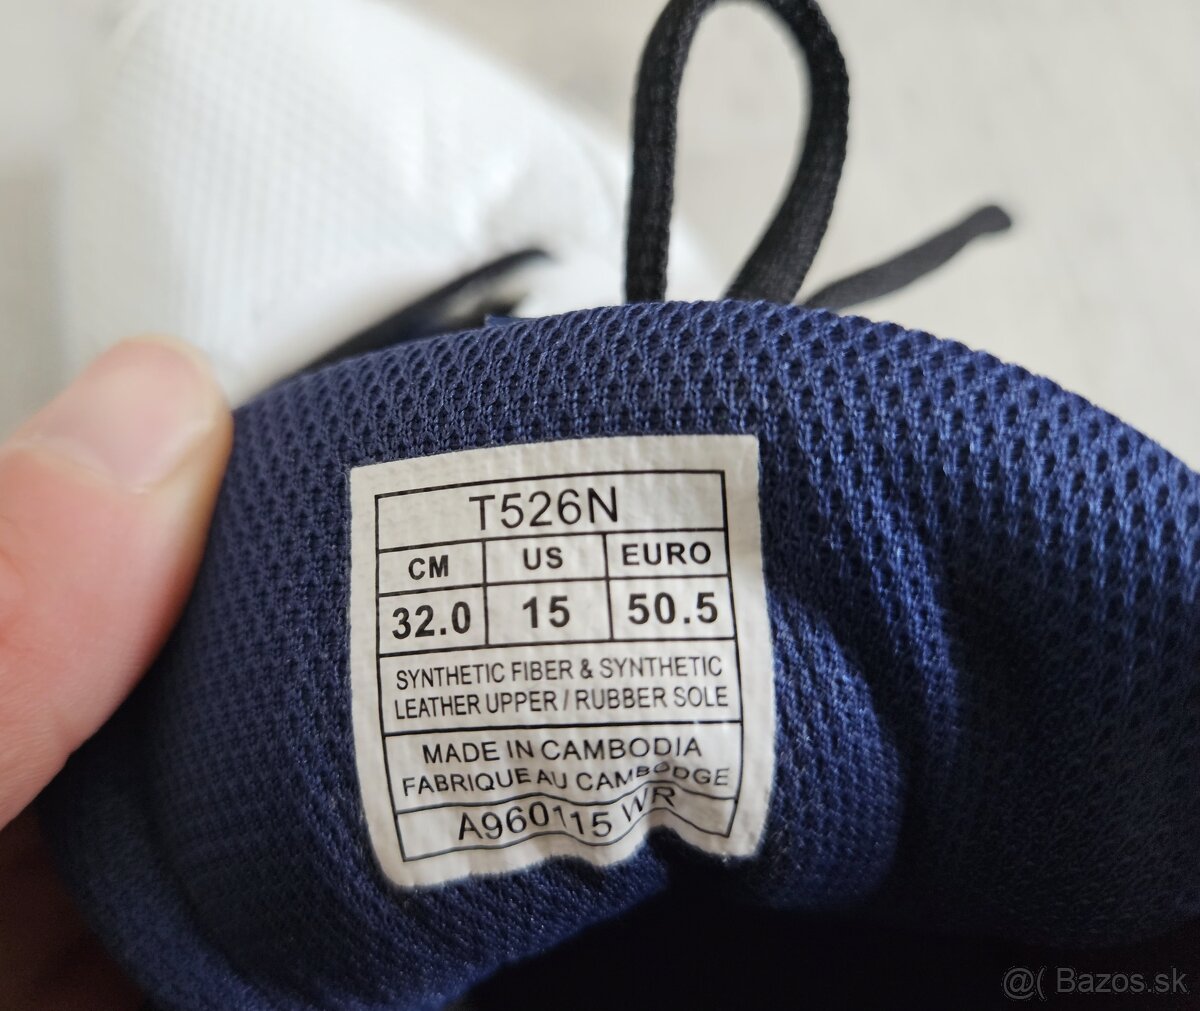 T526N
CM US EURO
32.0 15 50.5
SYNTHETIC FIBER & SYNTHETIC
LEATHER UPPER / RUBBER SOLE
MADE IN CAMBODIA
FABRIQUE AU CAMBODGE
A960115 WR
@( Bazos.sk